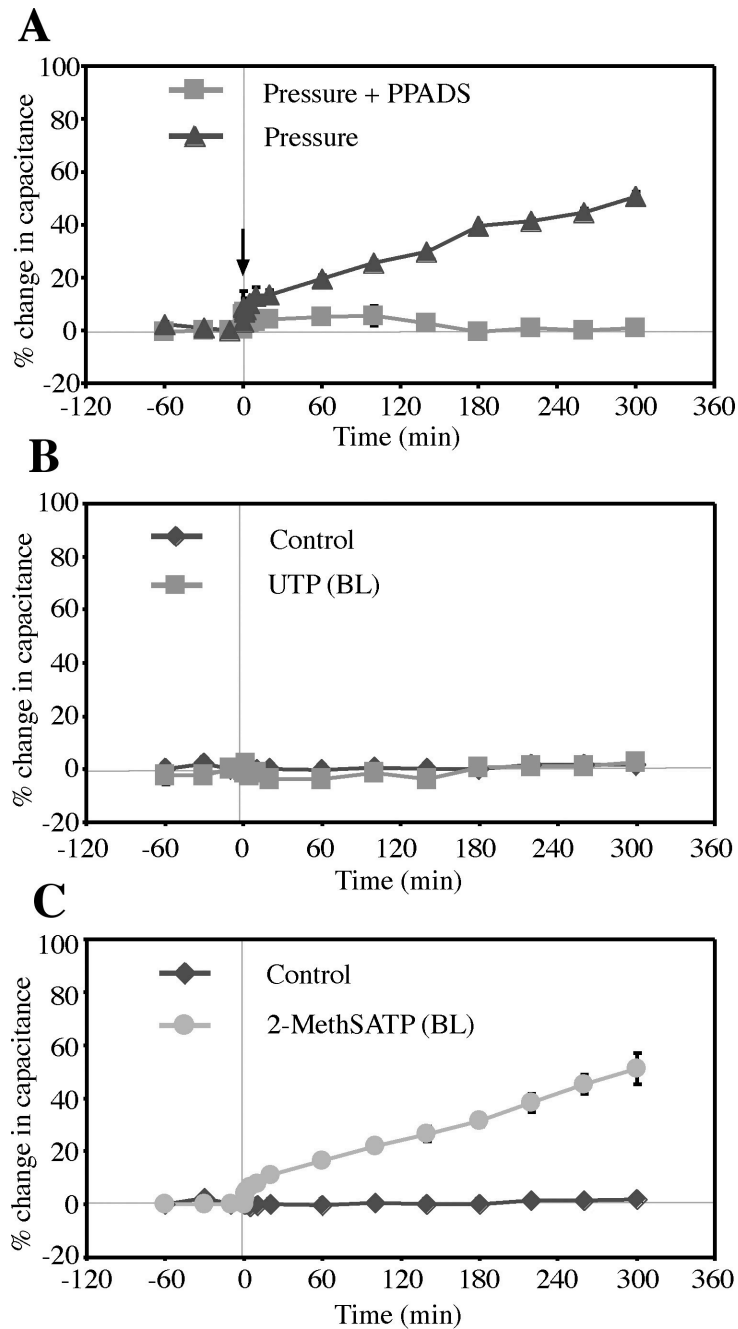 A
100
80
60
40
20
0
-20
% change in capacitance
Pressure + PPADS
Pressure
-120 -60 0 60 120 180 240 300 360
Time (min)
B
100
80
60
40
20
0
-20
% change in capacitance
Control
UTP (BL)
-120 -60 0 60 120 180 240 300 360
Time (min)
C
100
80
60
40
20
0
-20
% change in capacitance
Control
2-MethSATP (BL)
-120 -60 0 60 120 180 240 300 360
Time (min)